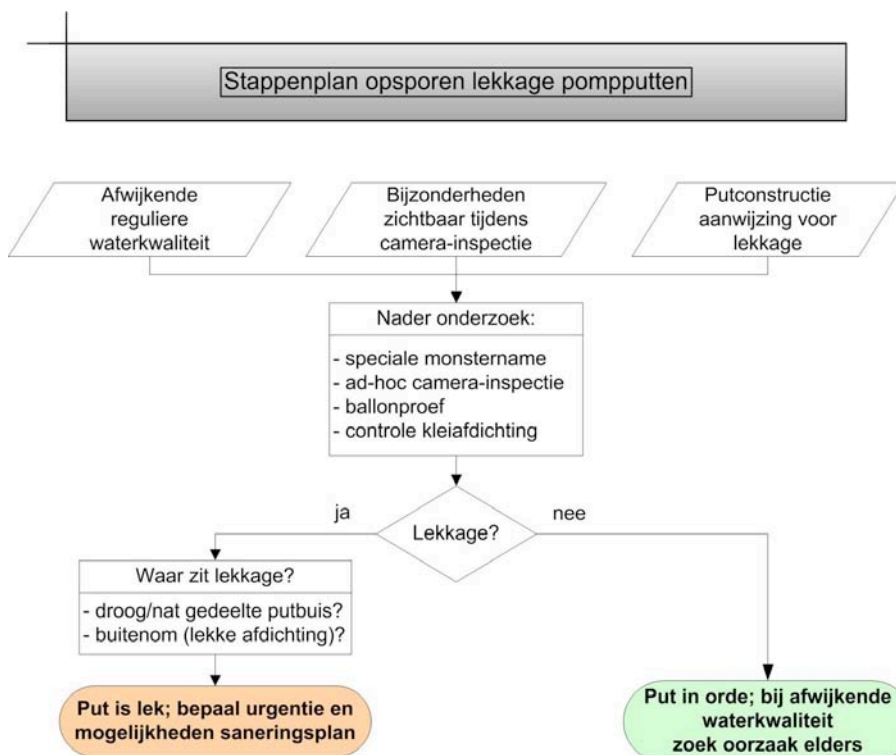 Stappenplan opsporen lekkage pompputten
Afwijkende
reguliere
waterkwaliteit
Bijzonderheden
zichtbaar tijdens
camera-inspectie
Putconstructie
aanwijzing voor
lekkage
Nader onderzoek:
- speciale monstername
- ad-hoc camera-inspectie
- ballonproef
- controle kleiafdichting
ja
Lekkage?
nee
Waar zit lekkage?
- droog/nat gedeelte putbuis?
- buitenom (lekke afdichting)?
Put is lek; bepaal urgentie en
mogelijkheden saneringsplan
Put in orde; bij afwijkende
waterkwaliteit
zoek oorzaak elders